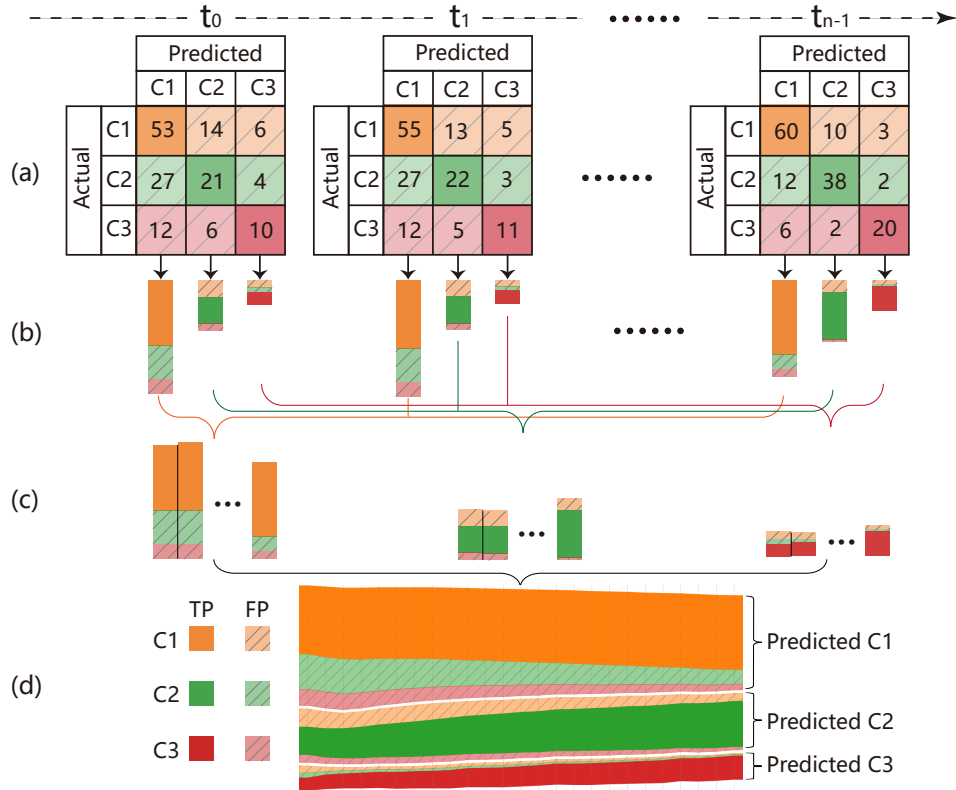 t0 t1 •••••• tn-1
Predicted Predicted Predicted
C1 C2 C3 C1 C2 C3 C1 C2 C3
(a)
Actual Actual Actual
C1 53 14 6 C1 55 13 5 C1 60 10 3
C2 27 21 4 C2 27 22 3 •••••• C2 12 38 2
C3 12 6 10 C3 12 5 11 C3 6 2 20
(b) ••••••
(c) ••• ••• •••
TP FP
C1 Predicted C1
(d) C2 Predicted C2
C3 Predicted C3